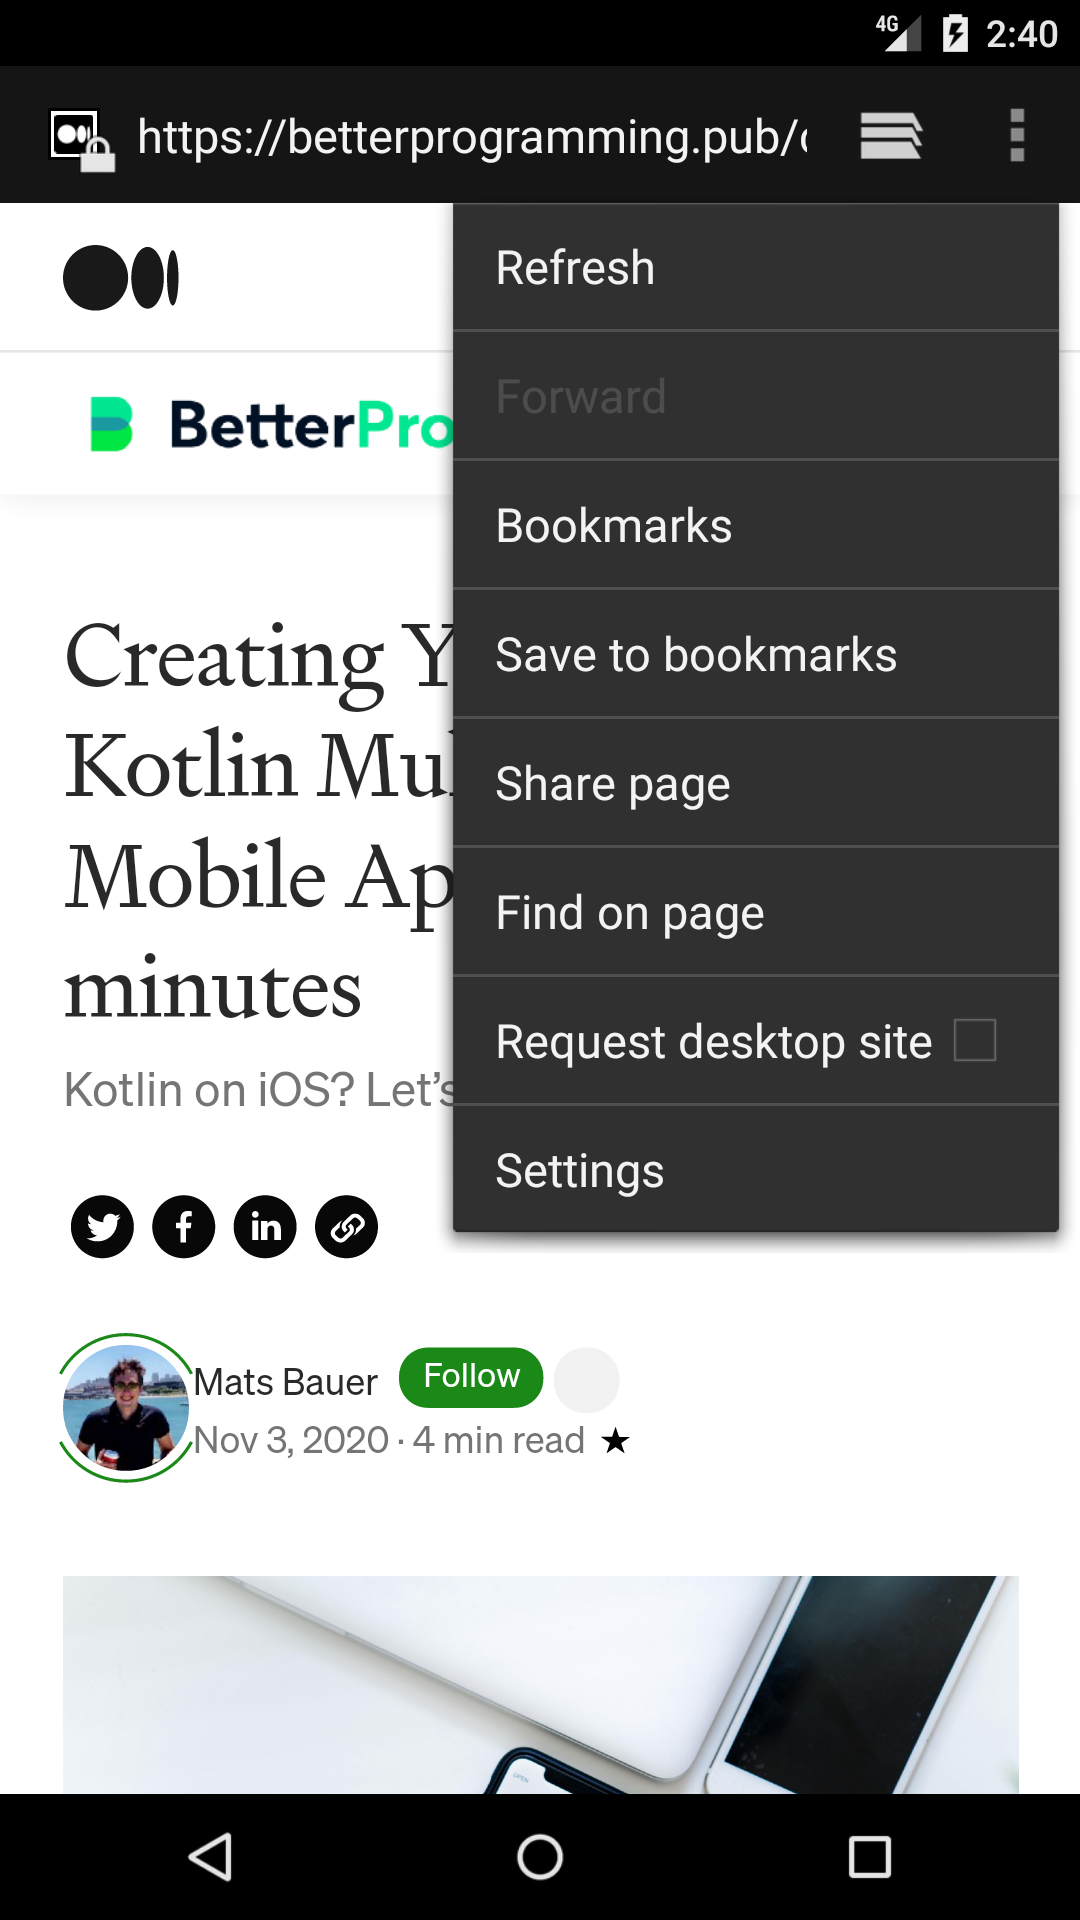 4G 2:40
https://betterprogramming.pub/
Refresh
Forward
BetterPro
Bookmarks
Save to bookmarks
Creating Y
Share page
Kotlin Mul
Find on page
Mobile Ap
minutes
Request desktop site
Kotlin on iOS? Let's
Settings
Mats Bauer Follow
Nov 3, 2020 · 4 min read ★